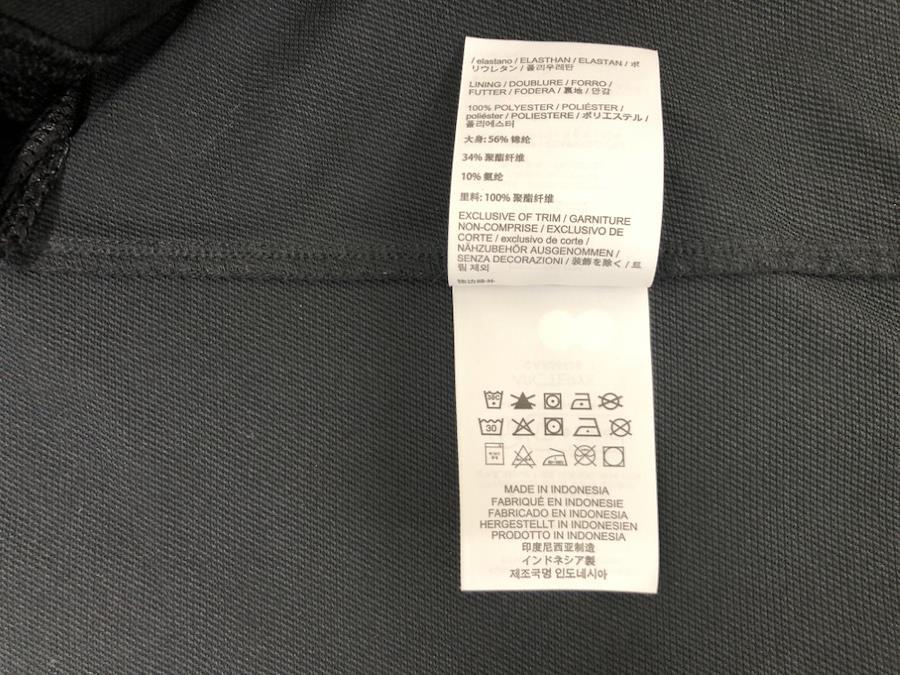 / elastano / ELASTHAN / ELASTAN / ポ
リウレタン / 폴리우레탄
LINING / DOUBLURE / FORRO /
FUTTER / FODERA / 裏地 / 안감
100% POLYESTER / POLIÉSTER /
poliéster / POLIESTERE / ポリエステル /
폴리에스터
大身: 56% 锦纶
34% 聚酯纤维
10% 氨纶
里料: 100% 聚酯纤维
EXCLUSIVE OF TRIM / GARNITURE
NON-COMPRISE / EXCLUSIVO DE
CORTE / exclusivo de corte /
NÄHZUBEHÖR AUSGENOMMEN /
SENZA DECORAZIONI / 装飾を除く / 트
림 제외
30C
30
MADE IN INDONESIA
FABRIQUÉ EN INDONESIE
FABRICADO EN INDONESIA
HERGESTELLT IN INDONESIEN
PRODOTTO IN INDONESIA
印度尼西亚制造
インドネシア製
제조국명 인도네시아